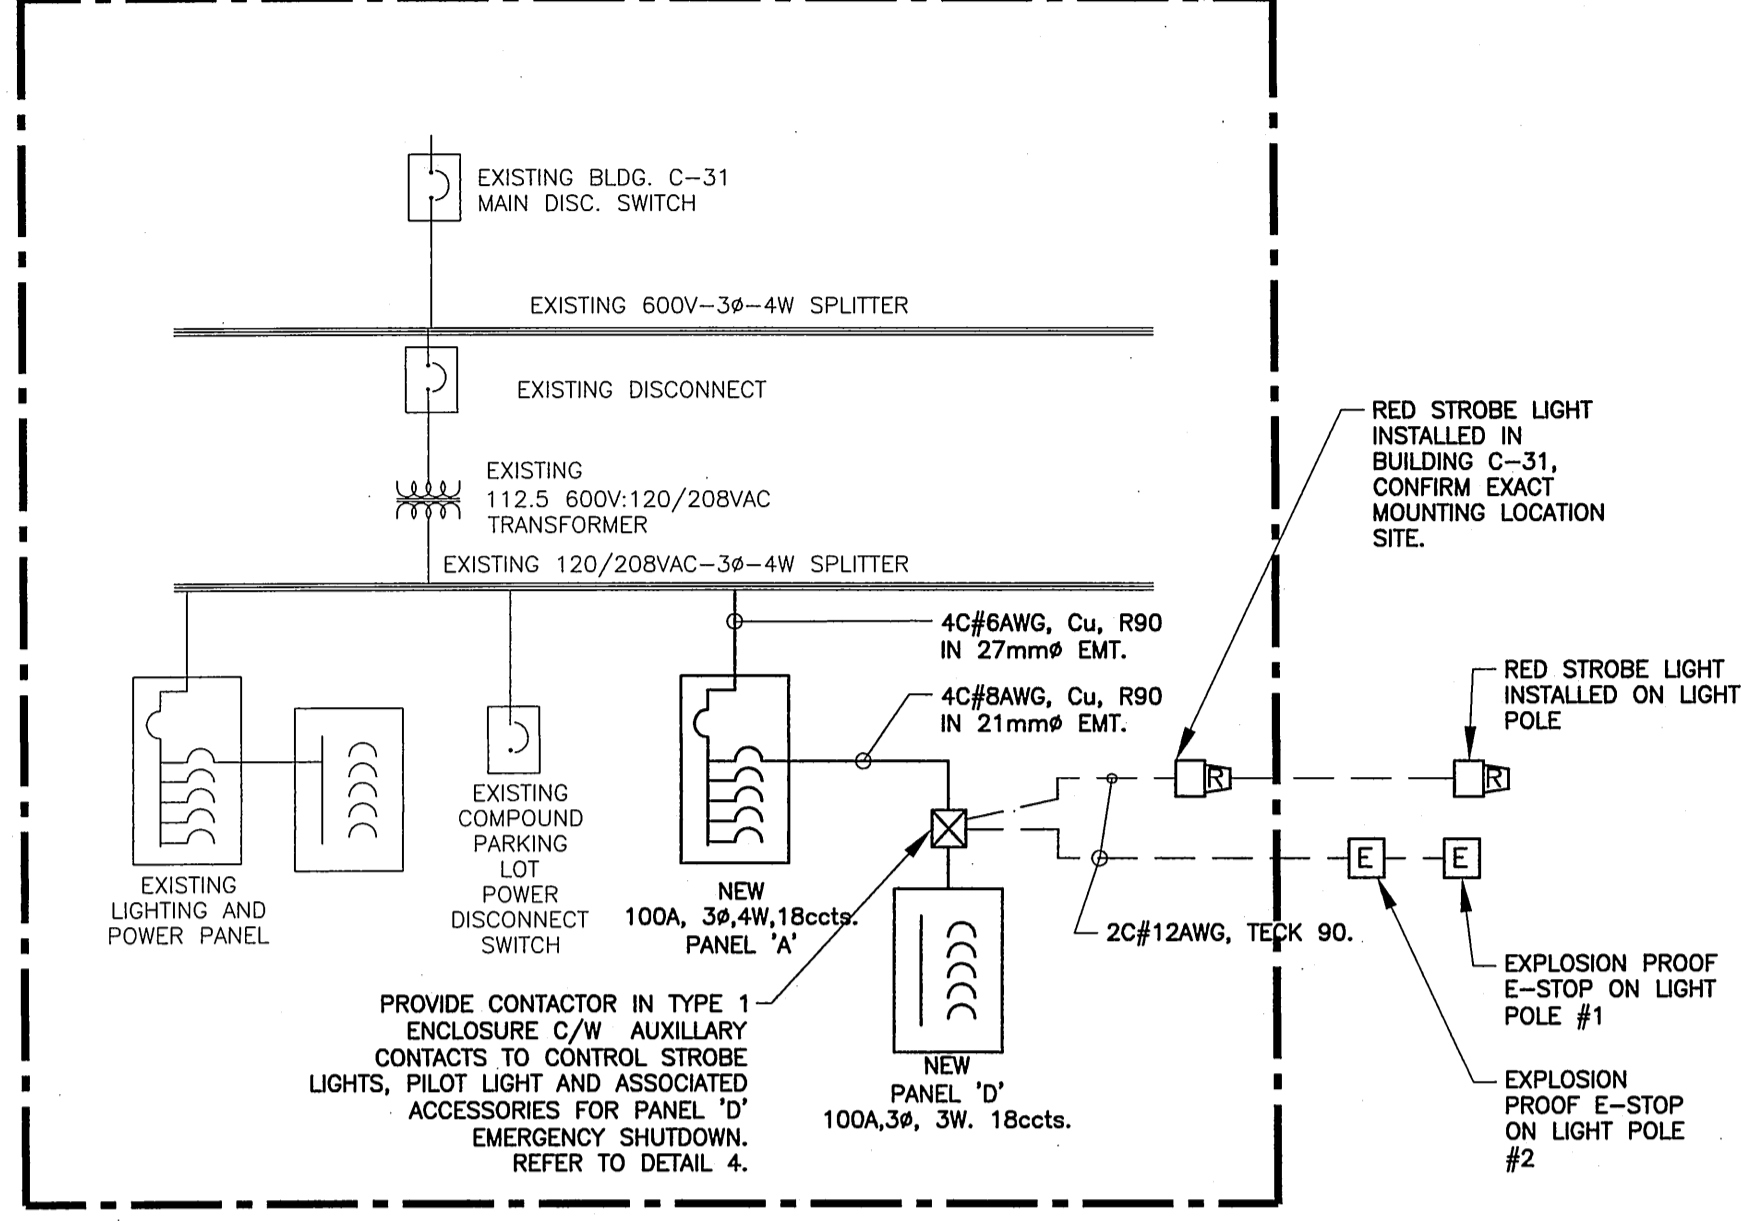 EXISTING BLDG. C-31
MAIN DISC. SWITCH
EXISTING 600V-3ø-4W SPLITTER
EXISTING DISCONNECT
EXISTING
112.5 600V:120/208VAC
TRANSFORMER
EXISTING 120/208VAC-3ø-4W SPLITTER
RED STROBE LIGHT
INSTALLED IN
BUILDING C-31,
CONFIRM EXACT
MOUNTING LOCATION
SITE.
4C#6AWG, Cu, R90
IN 27mmø EMT.
4C#8AWG, Cu, R90
IN 21mmø EMT.
RED STROBE LIGHT
INSTALLED ON LIGHT
POLE
R
R
E
E
EXISTING
LIGHTING AND
POWER PANEL
EXISTING
COMPOUND
PARKING
LOT
POWER
DISCONNECT
SWITCH
NEW
100A, 3ø,4W,18ccts.
PANEL 'A'
2C#12AWG, TECK 90.
PROVIDE CONTACTOR IN TYPE 1
ENCLOSURE C/W AUXILLARY
CONTACTS TO CONTROL STROBE
LIGHTS, PILOT LIGHT AND ASSOCIATED
ACCESSORIES FOR PANEL 'D'
EMERGENCY SHUTDOWN.
REFER TO DETAIL 4.
NEW
PANEL 'D'
100A,3ø, 3W. 18ccts.
EXPLOSION PROOF
E-STOP ON LIGHT
POLE #1
EXPLOSION
PROOF E-STOP
ON LIGHT POLE
#2